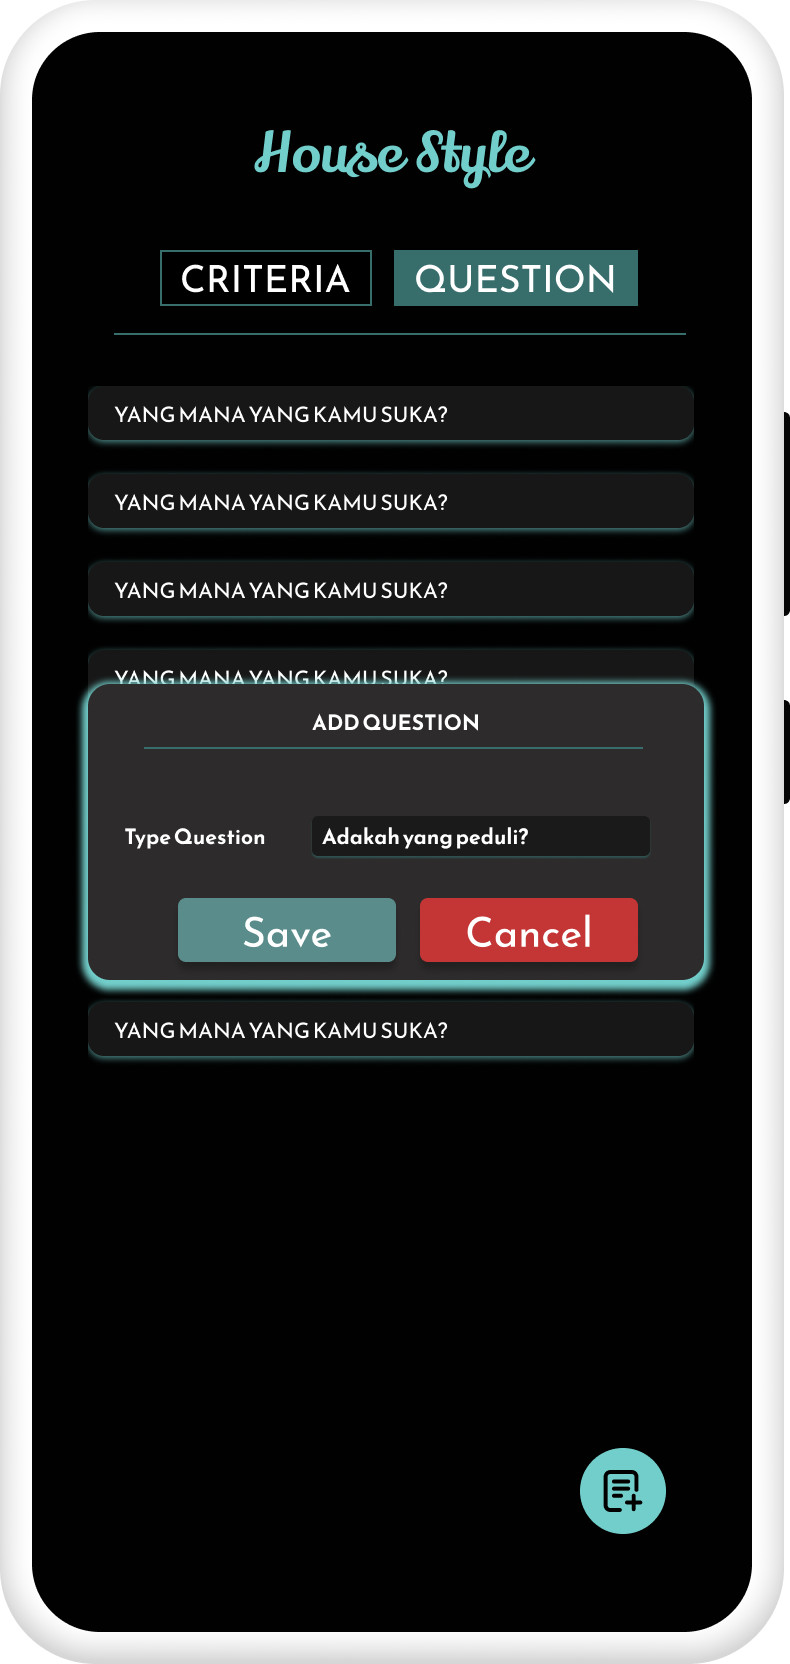 House Style
CRITERIA QUESTION
YANG MANA YANG KAMU SUKA?
YANG MANA YANG KAMU SUKA?
YANG MANA YANG KAMU SUKA?
YANG MANA YANG KAMU SUKA?
ADD QUESTION
Type Question Adakah yang peduli?
Save Cancel
YANG MANA YANG KAMU SUKA?